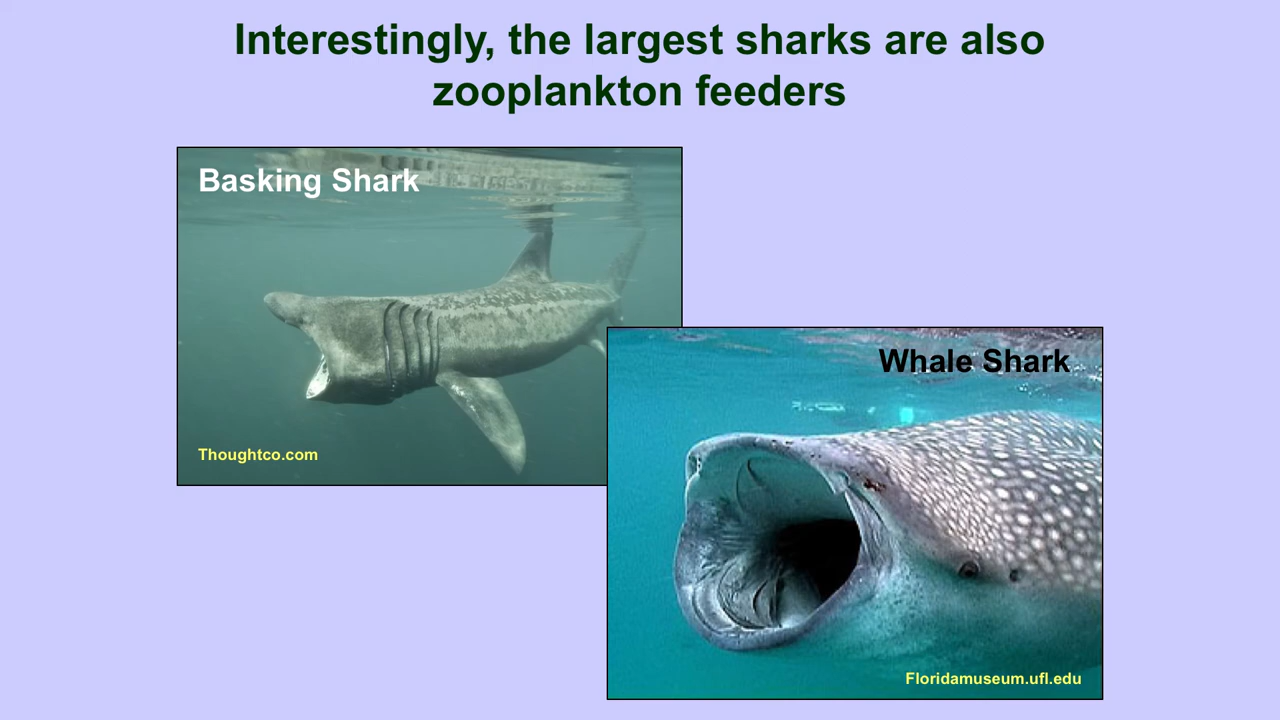 Interestingly, the largest sharks are also
zooplankton feeders
Basking Shark
Thoughtco.com
Whale Shark
Floridamuseum.ufl.edu